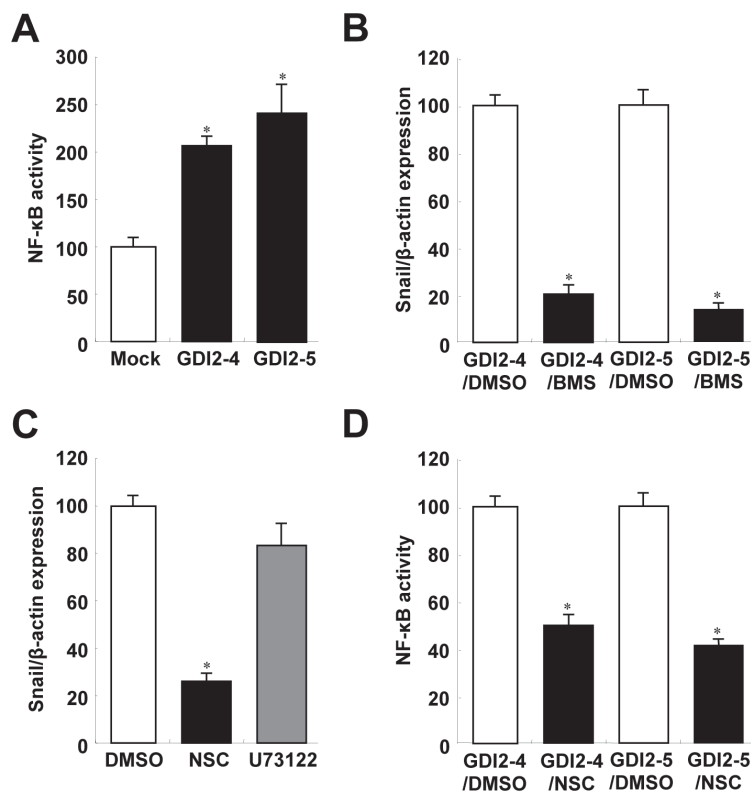 A
NF-κB activity
300
250
200
150
100
50
0
*
*
Mock GDI2-4 GDI2-5
B
Snail/β-actin expression
120
100
80
60
40
20
0
*
*
GDI2-4 GDI2-4 GDI2-5 GDI2-5
/DMSO /BMS /DMSO /BMS
C
Snail/β-actin expression
120
100
80
60
40
20
0
*
DMSO NSC U73122
D
NF-κB activity
120
100
80
60
40
20
0
*
*
GDI2-4 GDI2-4 GDI2-5 GDI2-5
/DMSO /NSC /DMSO /NSC